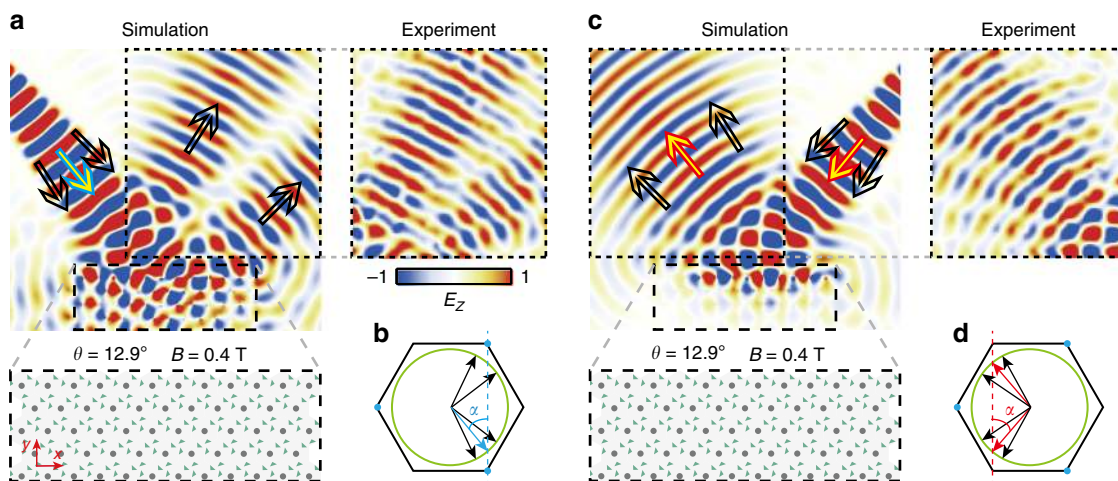 a
Simulation
Experiment
–1
1
E_Z
θ = 12.9°
B = 0.4 T
y
x
b
α
c
Simulation
Experiment
θ = 12.9°
B = 0.4 T
d
α